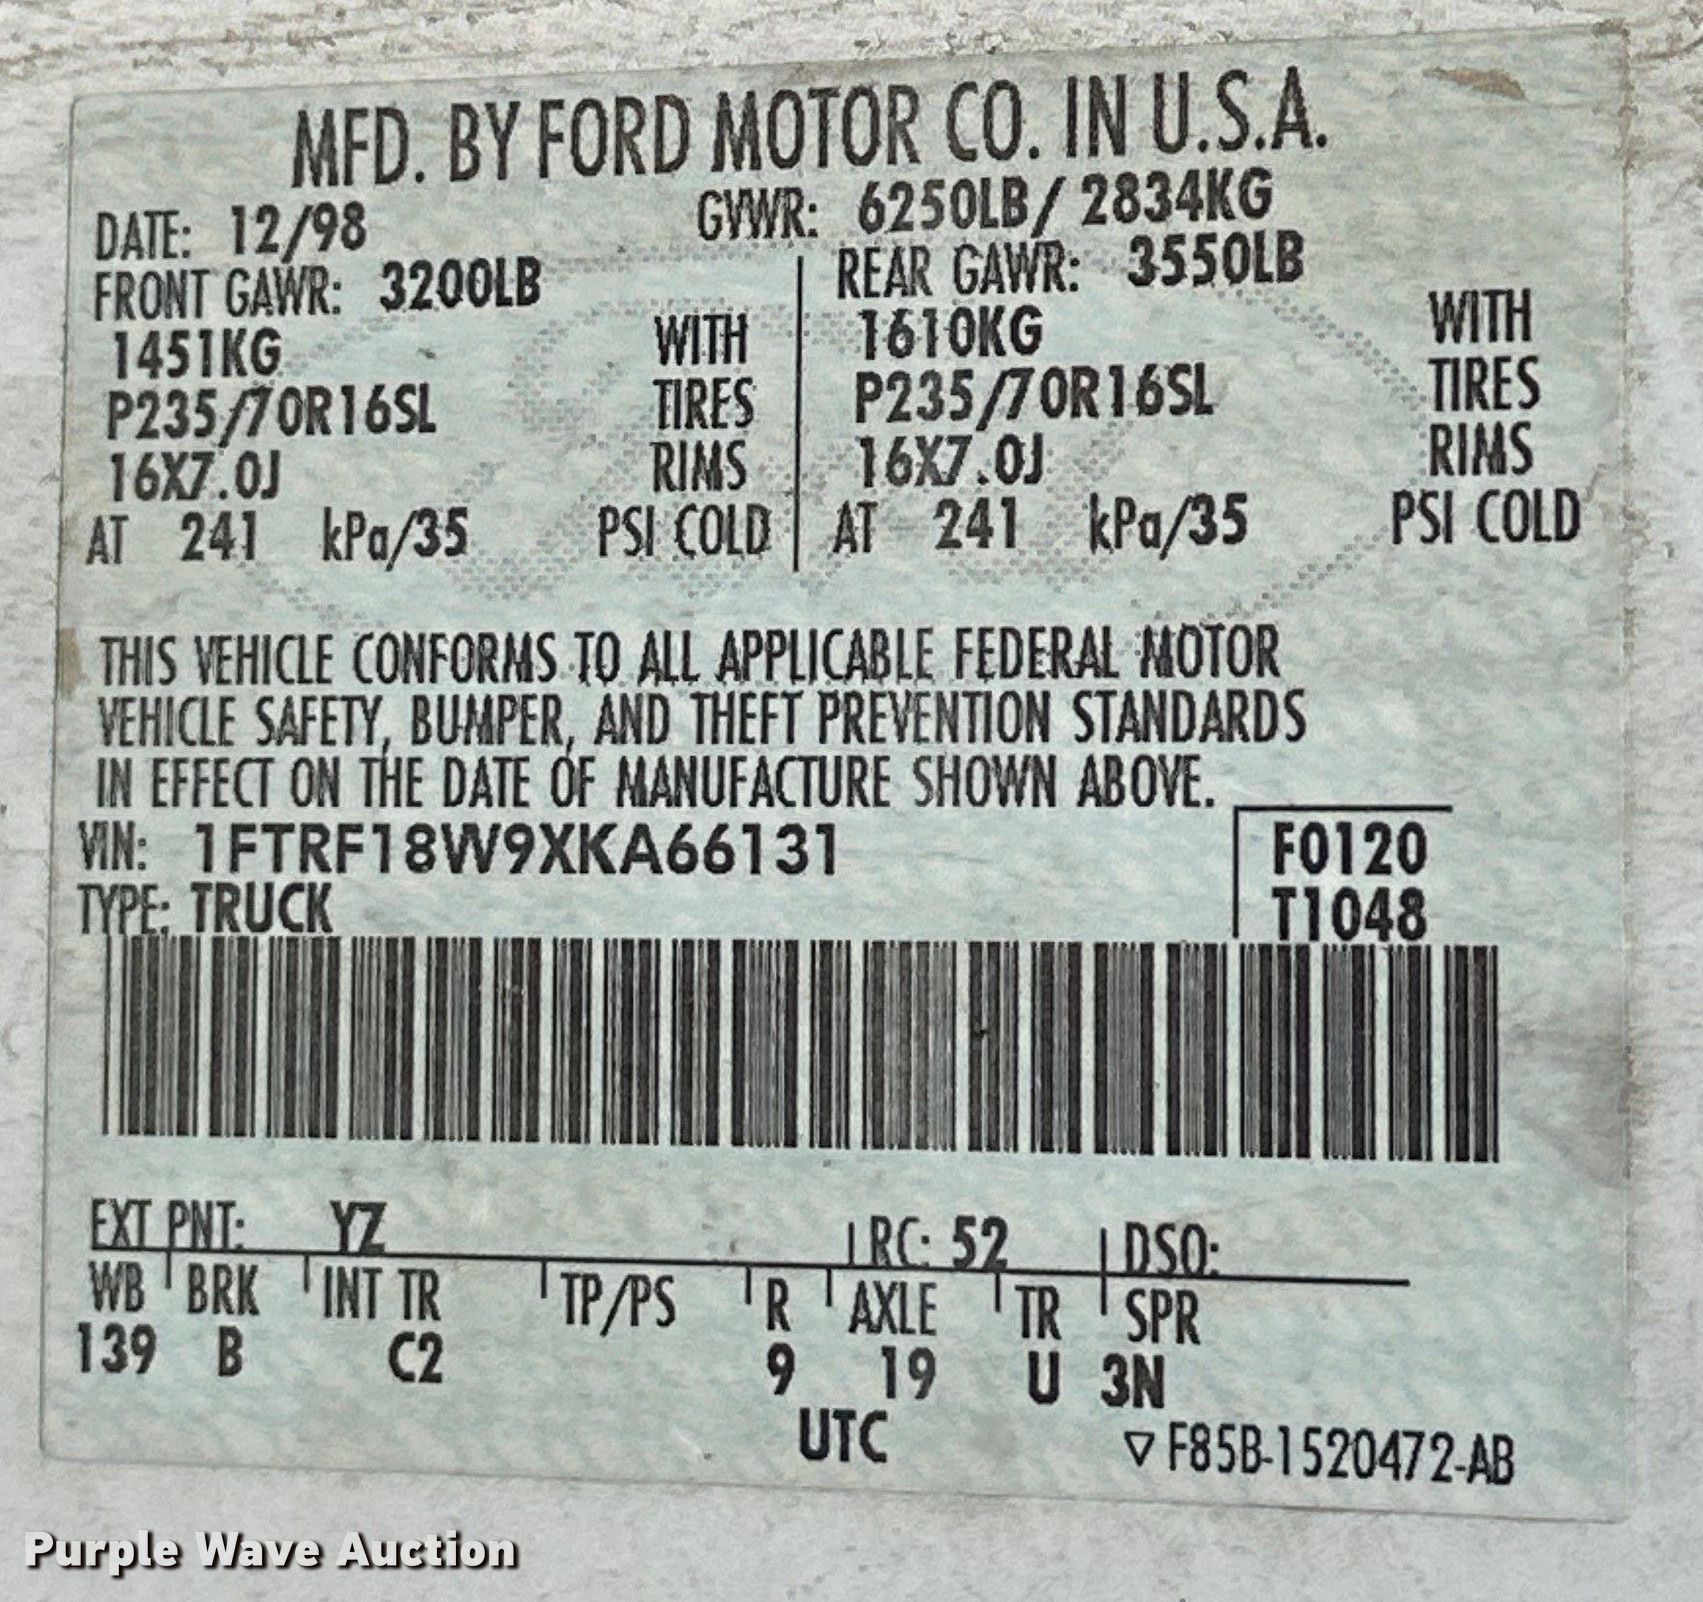 MFD. BY FORD MOTOR CO. IN U.S.A.
DATE: 12/98 GVWR: 6250LB/ 2834KG
FRONT GAWR: 3200LB REAR GAWR: 3550LB
1451KG WITH 1610KG WITH
P235/70R16SL TIRES P235/70R16SL TIRES
16X7.0J RIMS 16X7.0J RIMS
AT 241 kPa/35 PSI COLD AT 241 kPa/35 PSI COLD
THIS VEHICLE CONFORMS TO ALL APPLICABLE FEDERAL MOTOR
VEHICLE SAFETY, BUMPER, AND THEFT PREVENTION STANDARDS
IN EFFECT ON THE DATE OF MANUFACTURE SHOWN ABOVE.
VIN: 1FTRF18W9XKA66131 F0120
TYPE: TRUCK T1048
EXT PNT: YZ RC: 52 DSO:
WB BRK INT TR TP/PS R AXLE TR SPR
139 B C2 9 19 U 3N
UTC ▽ F85B-1520472-AB
Purple Wave Auction